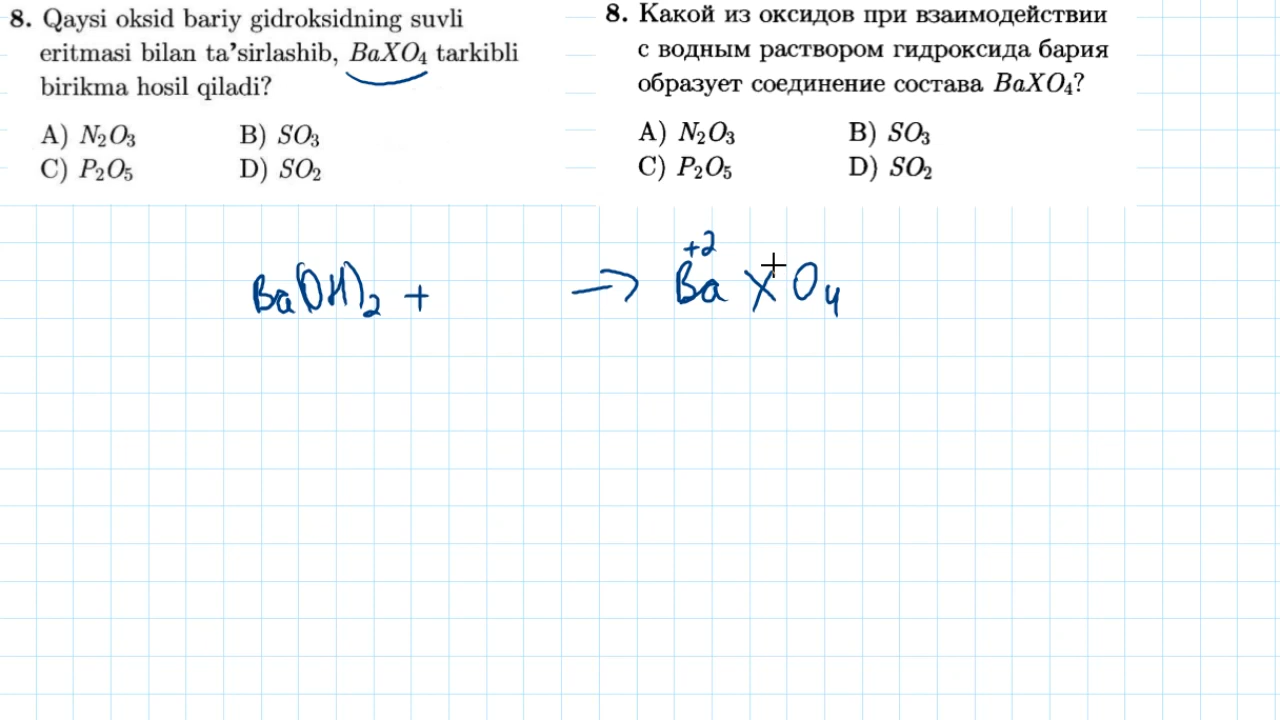 8. Qaysi oksid bariy gidroksidning suvli
eritmasi bilan ta’sirlashib, BaXO₄ tarkibli
birikma hosil qiladi?
A) N₂O₃ B) SO₃
C) P₂O₅ D) SO₂
8. Какой из оксидов при взаимодействии
с водным раствором гидроксида бария
образует соединение состава BaXO₄?
A) N₂O₃ B) SO₃
C) P₂O₅ D) SO₂
+2
Ba(OH)₂ + → BaXO₄